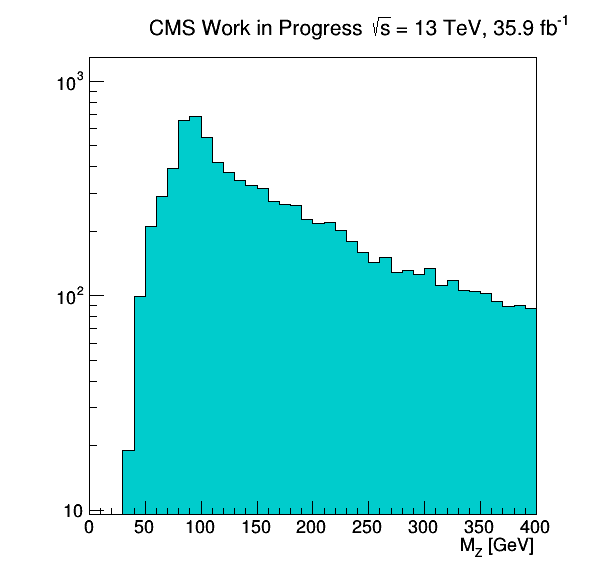 CMS Work in Progress √s = 13 TeV, 35.9 fb⁻¹
10³
10²
10
0 50 100 150 200 250 300 350 400
M_Z [GeV]